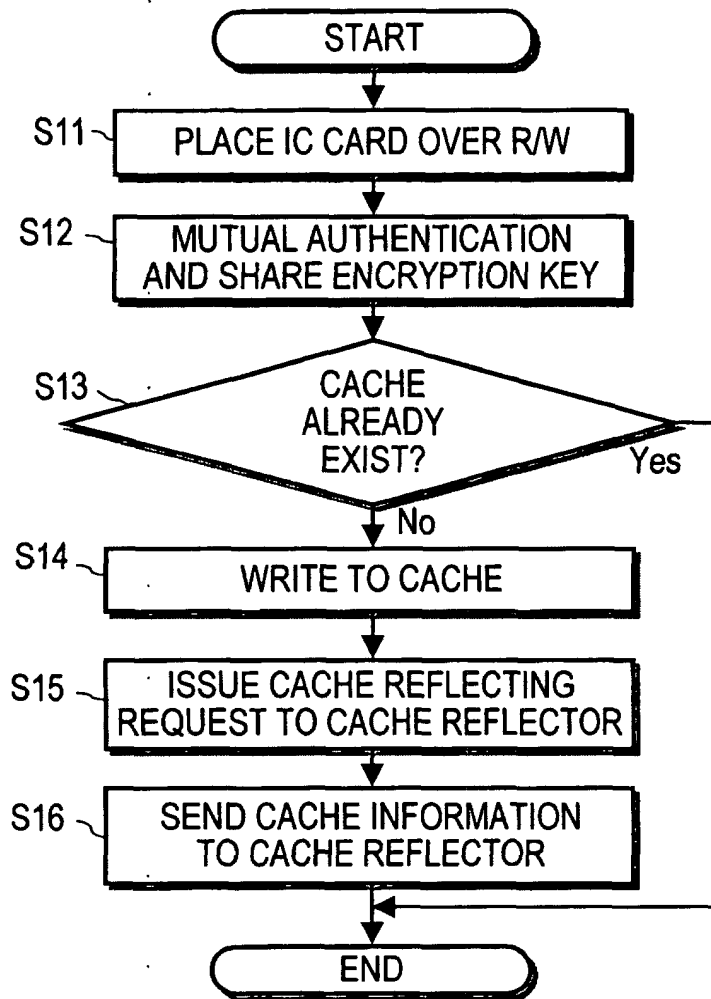 START
S11
PLACE IC CARD OVER R/W
S12
MUTUAL AUTHENTICATION
AND SHARE ENCRYPTION KEY
S13
CACHE
ALREADY
EXIST?
Yes
No
S14
WRITE TO CACHE
S15
ISSUE CACHE REFLECTING
REQUEST TO CACHE REFLECTOR
S16
SEND CACHE INFORMATION
TO CACHE REFLECTOR
END